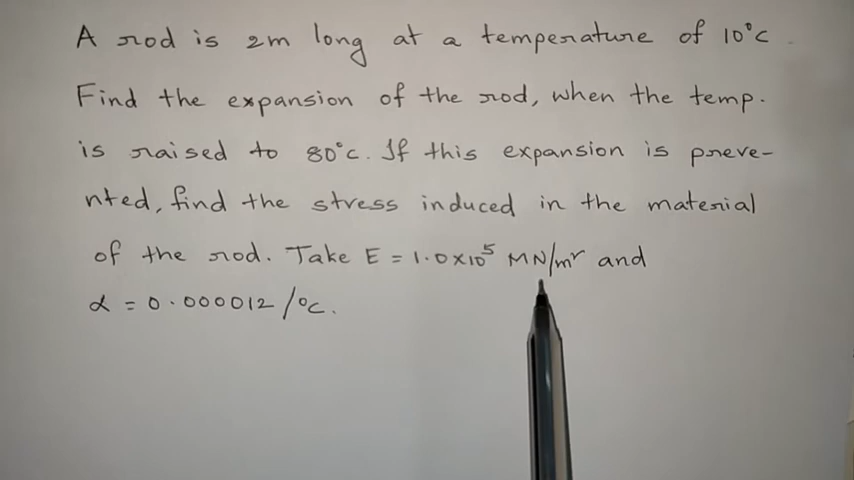 A rod is 2m long at a temperature of 10°c
Find the expansion of the rod, when the temp.
is raised to 80°c. If this expansion is preve-
nted, find the stress induced in the material
of the rod. Take E = 1.0×10⁵ MN/m² and
α = 0.000012/°c.